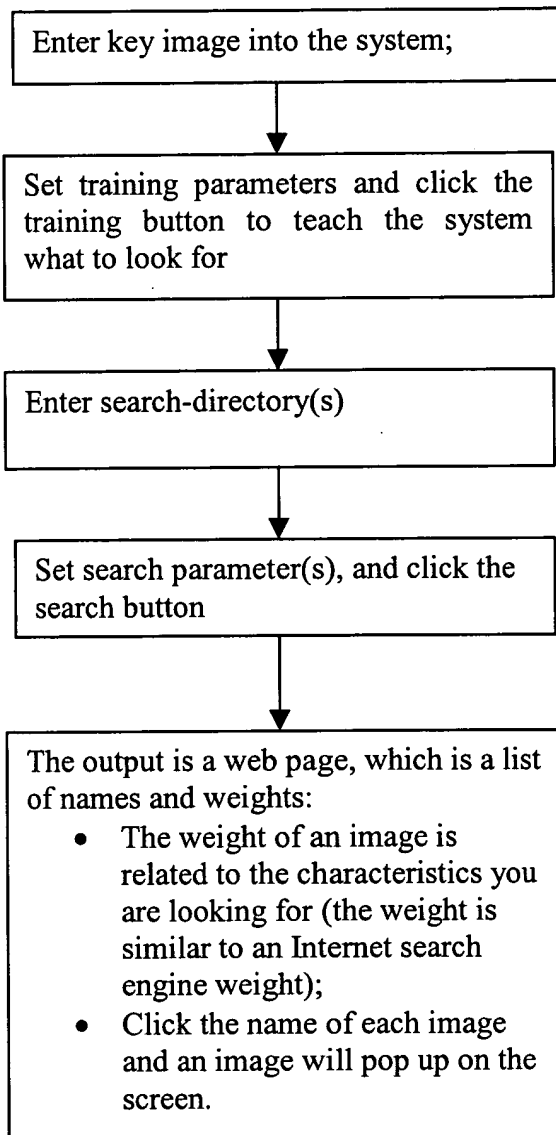 Enter key image into the system;
Set training parameters and click the
training button to teach the system
what to look for
Enter search-directory(s)
Set search parameter(s), and click the
search button
The output is a web page, which is a list
of names and weights:
• The weight of an image is
related to the characteristics you
are looking for (the weight is
similar to an Internet search
engine weight);
• Click the name of each image
and an image will pop up on the
screen.